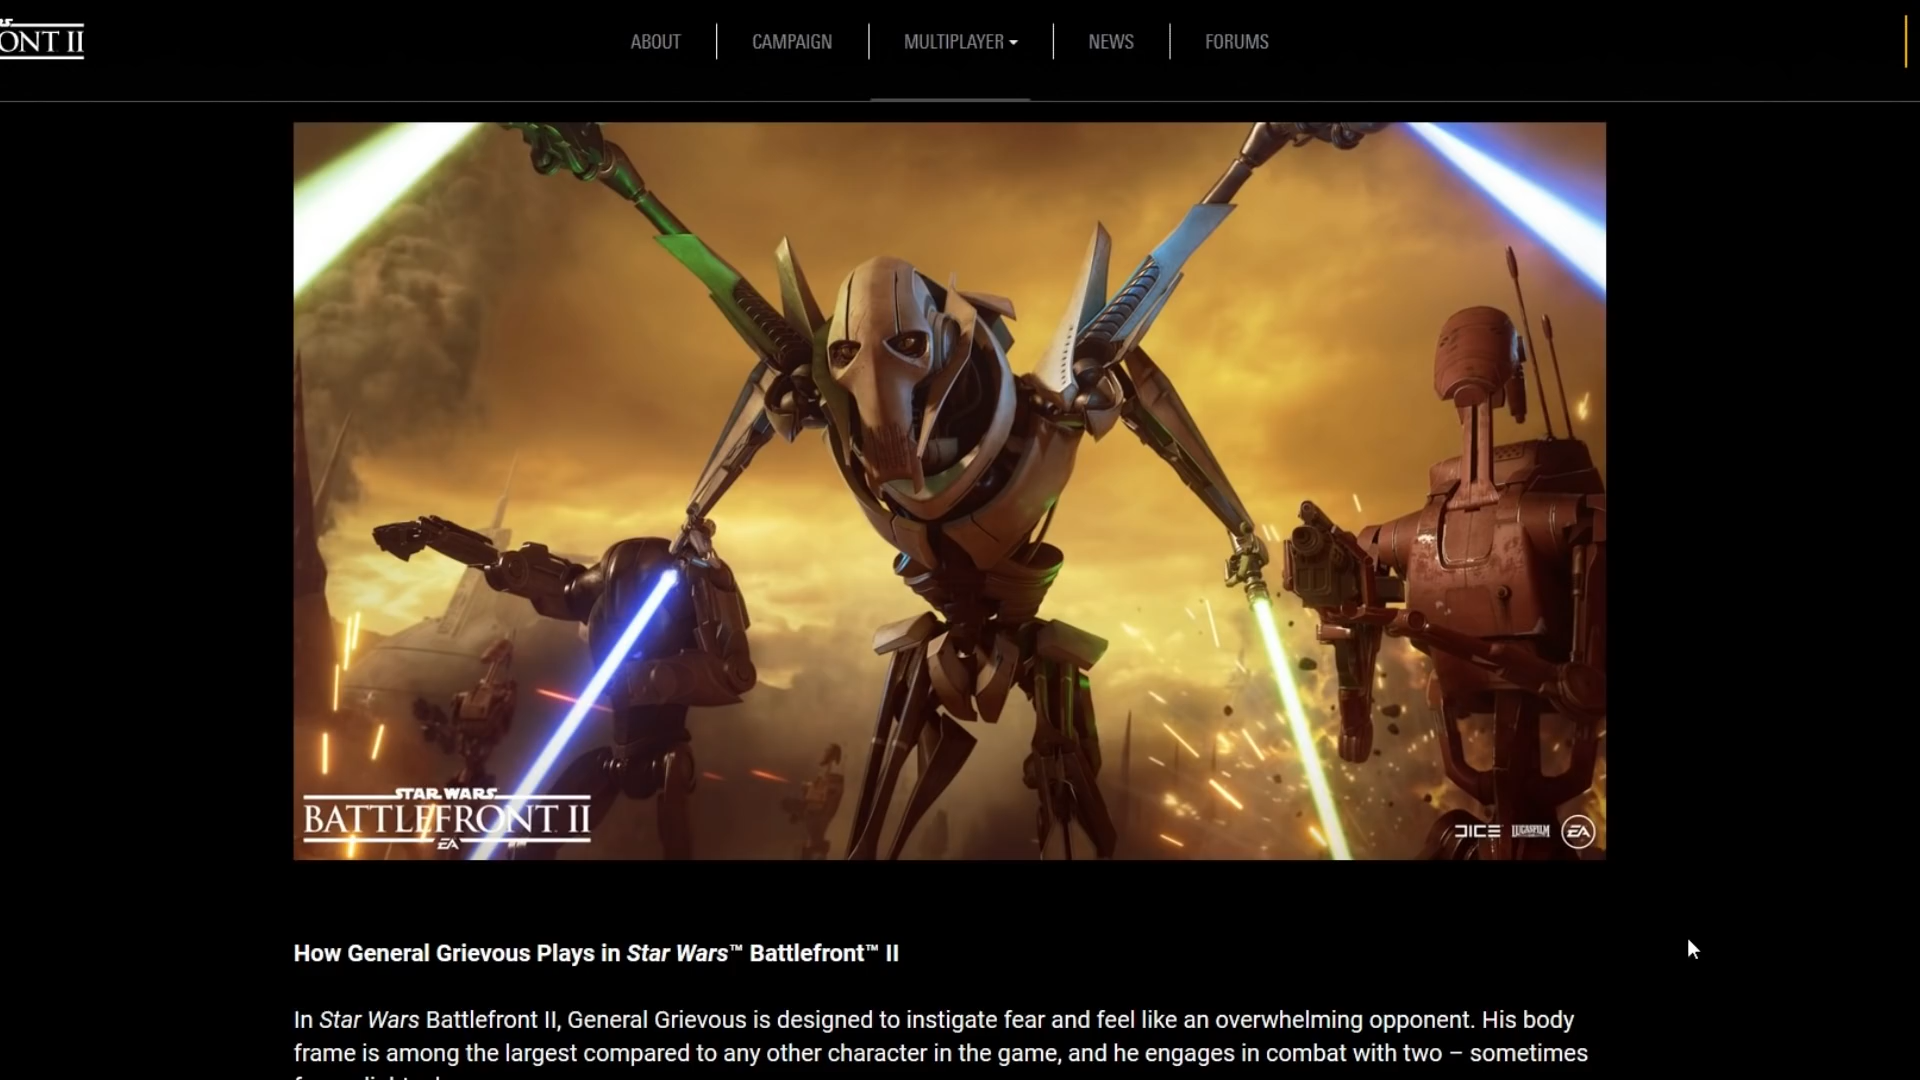 ONT II
ABOUT
CAMPAIGN
MULTIPLAYER
NEWS
FORUMS
STAR WARS
BATTLEFRONT II
EA
DICE LUCASFILM EA
How General Grievous Plays in Star Wars™ Battlefront™ II
In Star Wars Battlefront II, General Grievous is designed to instigate fear and feel like an overwhelming opponent. His body
frame is among the largest compared to any other character in the game, and he engages in combat with two – sometimes